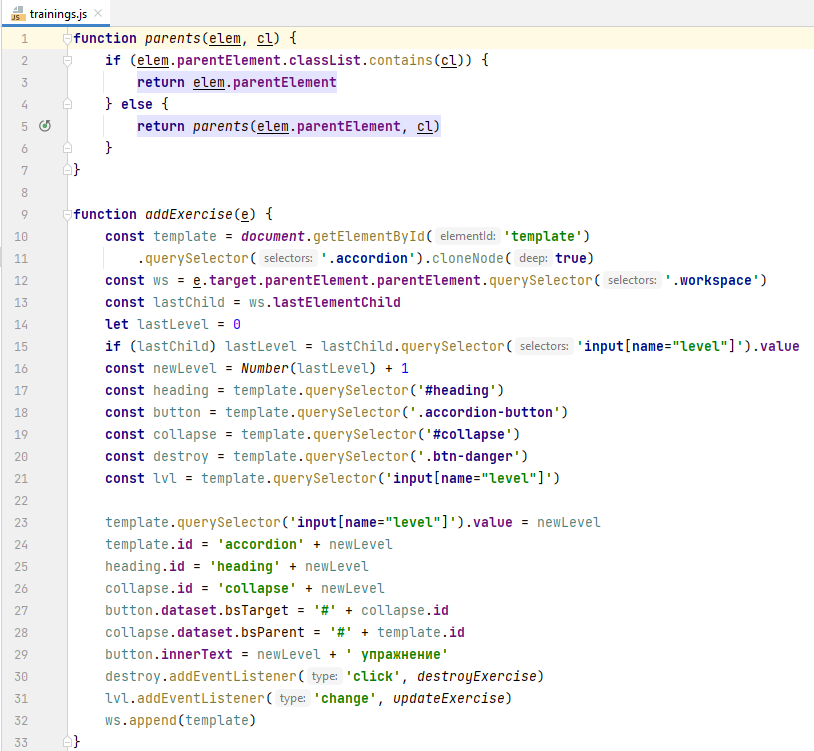 trainings.js
JS
1 function parents(elem, cl) {
2 if (elem.parentElement.classList.contains(cl)) {
3 return elem.parentElement
4 } else {
5 return parents(elem.parentElement, cl)
6 }
7 }
8
9 function addExercise(e) {
10 const template = document.getElementById( elementId: 'template')
11 .querySelector( selectors: '.accordion').cloneNode( deep: true)
12 const ws = e.target.parentElement.parentElement.querySelector( selectors: '.workspace')
13 const lastChild = ws.lastElementChild
14 let lastLevel = 0
15 if (lastChild) lastLevel = lastChild.querySelector( selectors: 'input[name="level"]').value
16 const newLevel = Number(lastLevel) + 1
17 const heading = template.querySelector('#heading')
18 const button = template.querySelector('.accordion-button')
19 const collapse = template.querySelector('#collapse')
20 const destroy = template.querySelector('.btn-danger')
21 const lvl = template.querySelector('input[name="level"]')
22
23 template.querySelector('input[name="level"]').value = newLevel
24 template.id = 'accordion' + newLevel
25 heading.id = 'heading' + newLevel
26 collapse.id = 'collapse' + newLevel
27 button.dataset.bsTarget = '#' + collapse.id
28 collapse.dataset.bsParent = '#' + template.id
29 button.innerText = newLevel + ' упражнение'
30 destroy.addEventListener( type: 'click', destroyExercise)
31 lvl.addEventListener( type: 'change', updateExercise)
32 ws.append(template)
33 }